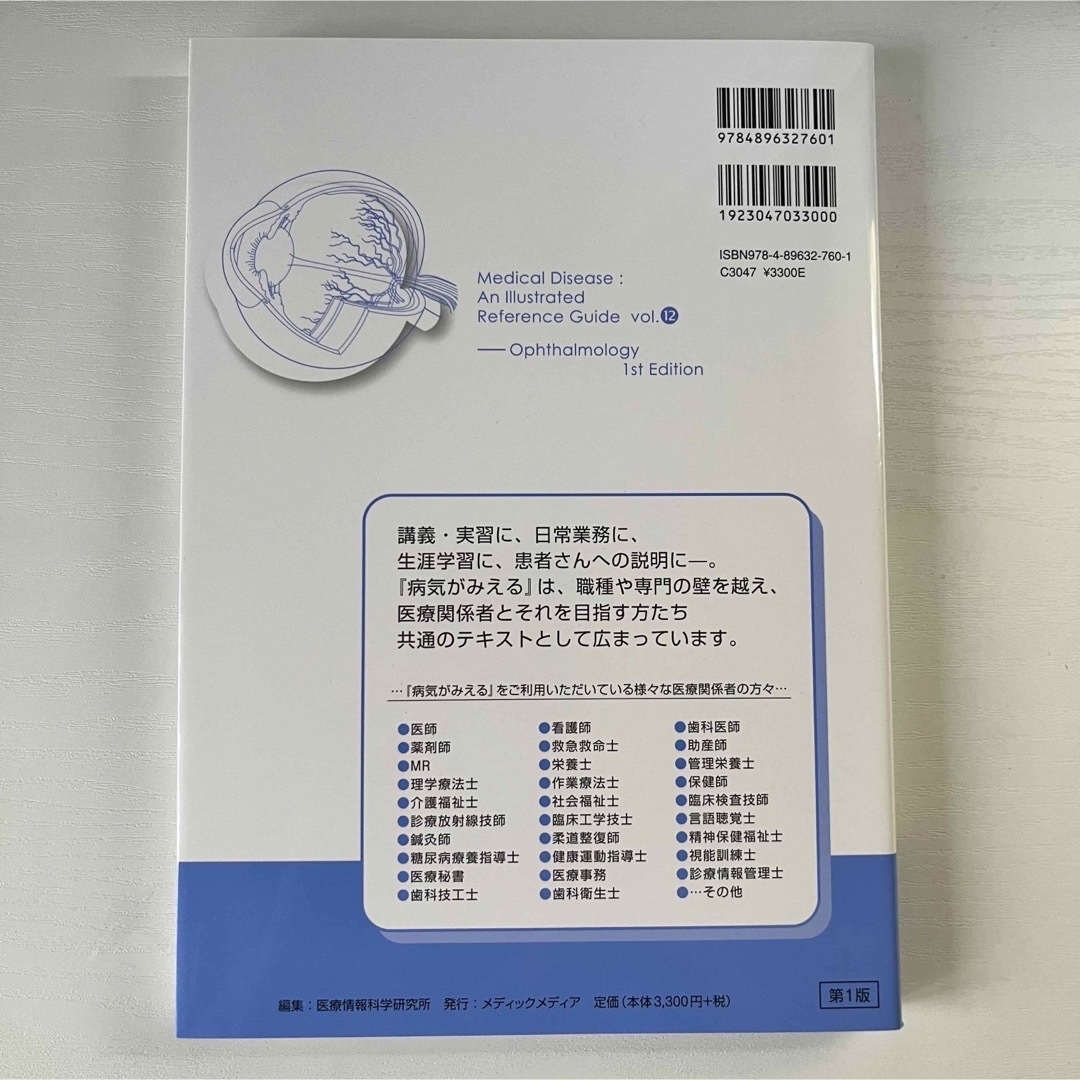 9784896327601
1923047033000
ISBN978-4-89632-760-1
C3047 ¥3300E
Medical Disease :
An Illustrated
Reference Guide vol.⓬
── Ophthalmology
1st Edition
講義・実習に、日常業務に、
生涯学習に、患者さんへの説明に―。
『病気がみえる』は、職種や専門の壁を越え、
医療関係者とそれを目指す方たち
共通のテキストとして広まっています。
…『病気がみえる』をご利用いただいている様々な医療関係者の方々…
●医師 ●看護師 ●歯科医師
●薬剤師 ●救急救命士 ●助産師
●MR ●栄養士 ●管理栄養士
●理学療法士 ●作業療法士 ●保健師
●介護福祉士 ●社会福祉士 ●臨床検査技師
●診療放射線技師 ●臨床工学技士 ●言語聴覚士
●鍼灸師 ●柔道整復師 ●精神保健福祉士
●糖尿病療養指導士 ●健康運動指導士 ●視能訓練士
●医療秘書 ●医療事務 ●診療情報管理士
●歯科技工士 ●歯科衛生士 ●…その他
編集：医療情報科学研究所 発行：メディックメディア 定価（本体3,300円+税）
第1版